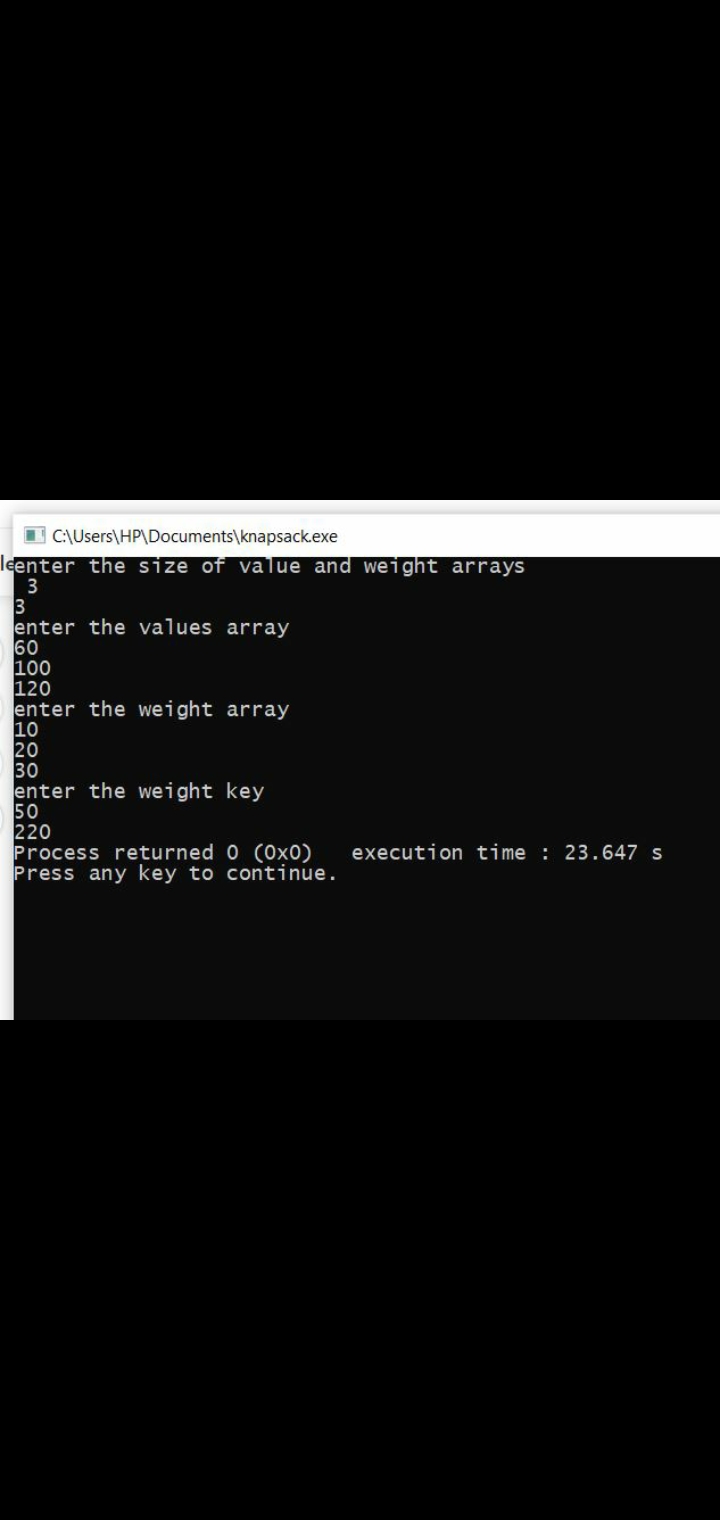 C:\Users\HP\Documents\knapsack.exe
le
enter the size of value and weight arrays
3
3
enter the values array
60
100
120
enter the weight array
10
20
30
enter the weight key
50
220
Process returned 0 (0x0)   execution time : 23.647 s
Press any key to continue.